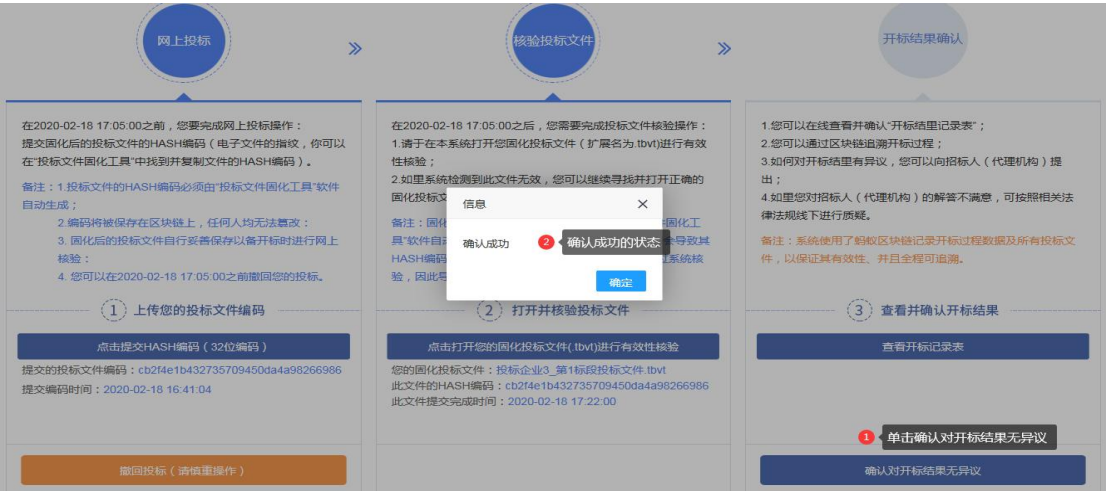 网上投标
核验投标文件
开标结果确认
在2020-02-18 17:05:00之前，您要完成网上投标操作：
提交固化后的投标文件的HASH编码（电子文件的指纹，你可以
在“投标文件固化工具”中找到并复制文件的HASH编码）。
备注：1.投标文件的HASH编码必须由“投标文件固化工具”软件
自动生成；
2.编码将被保存在区块链上，任何人均无法篡改：
3. 固化后的投标文件自行妥善保存以备开标时进行网上
核验：
4. 您可以在2020-02-18 17:05:00之前撤回您的投标。
1 上传您的投标文件编码
点击提交HASH编码（32位编码）
提交的投标文件编码：cb2f4e1b432735709450da4a98266986
提交编码时间：2020-02-18 16:41:04
撤回投标（请慎重操作）
在2020-02-18 17:05:00之后，您需要完成投标文件核验操作：
1.请于在本系统打开您固化投标文件（扩展名为.tbvt)进行有效
性核验；
2.如里系统检测到此文件无效，您可以继续寻找并打开正确的
固化投标文
备注：固化
固化工
具”软件自动
导致其
HASH编码
系统核
验，因此导
信息
确认成功
2 确认成功的状态
确定
2 打开并核验投标文件
点击打开您的固化投标文件(.tbvt)进行有效性核验
您的固化投标文件：投标企业3_第1标段投标文件.tbvt
此文件的HASH编码：cb2f4e1b432735709450da4a98266986
此文件提交完成时间：2020-02-18 17:22:00
1.您可以在线查看并确认“开标结里记录表”；
2.您可以通过区块链追溯开标过程；
3.如何对开标结里有异议，您可以向招标人（代理机构）提
出；
4.如里您对招标人（代理机构）的解答不满意，可按照相关法
律法规线下进行质疑。
备注：系统使用了蚂蚁区块链记录开标过程数据及所有投标文
件，以保证其有效性、并且全程可追溯。
3 查看并确认开标结果
查看开标记录表
1 单击确认对开标结果无异议
确认对开标结果无异议